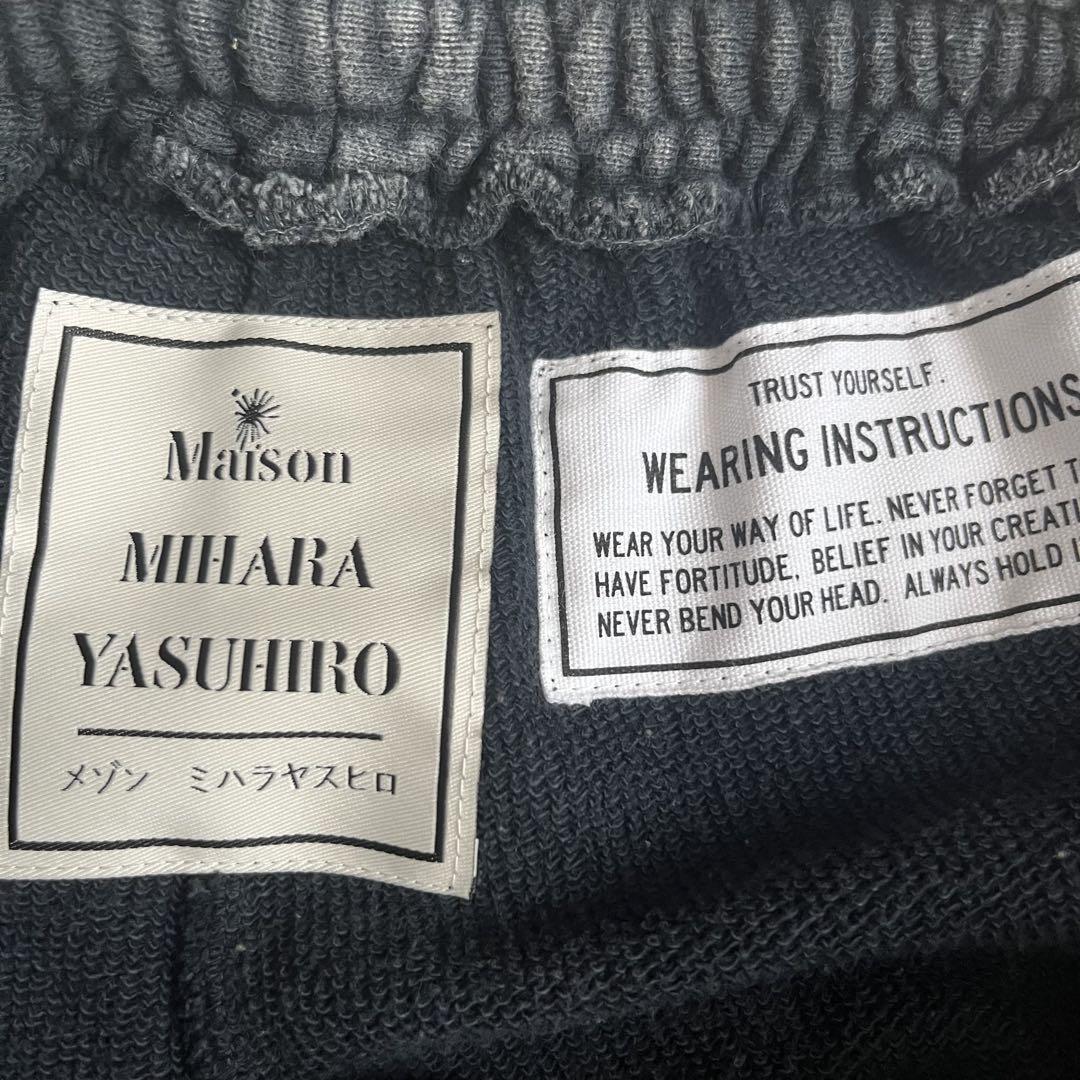 Maison
MIHARA
YASUHIRO
メゾン ミハラヤスヒロ
TRUST YOURSELF.
WEARING INSTRUCTIONS
WEAR YOUR WAY OF LIFE. NEVER FORGET
HAVE FORTITUDE. BELIEF IN YOUR
NEVER BEND YOUR HEAD. ALWAYS HOLD